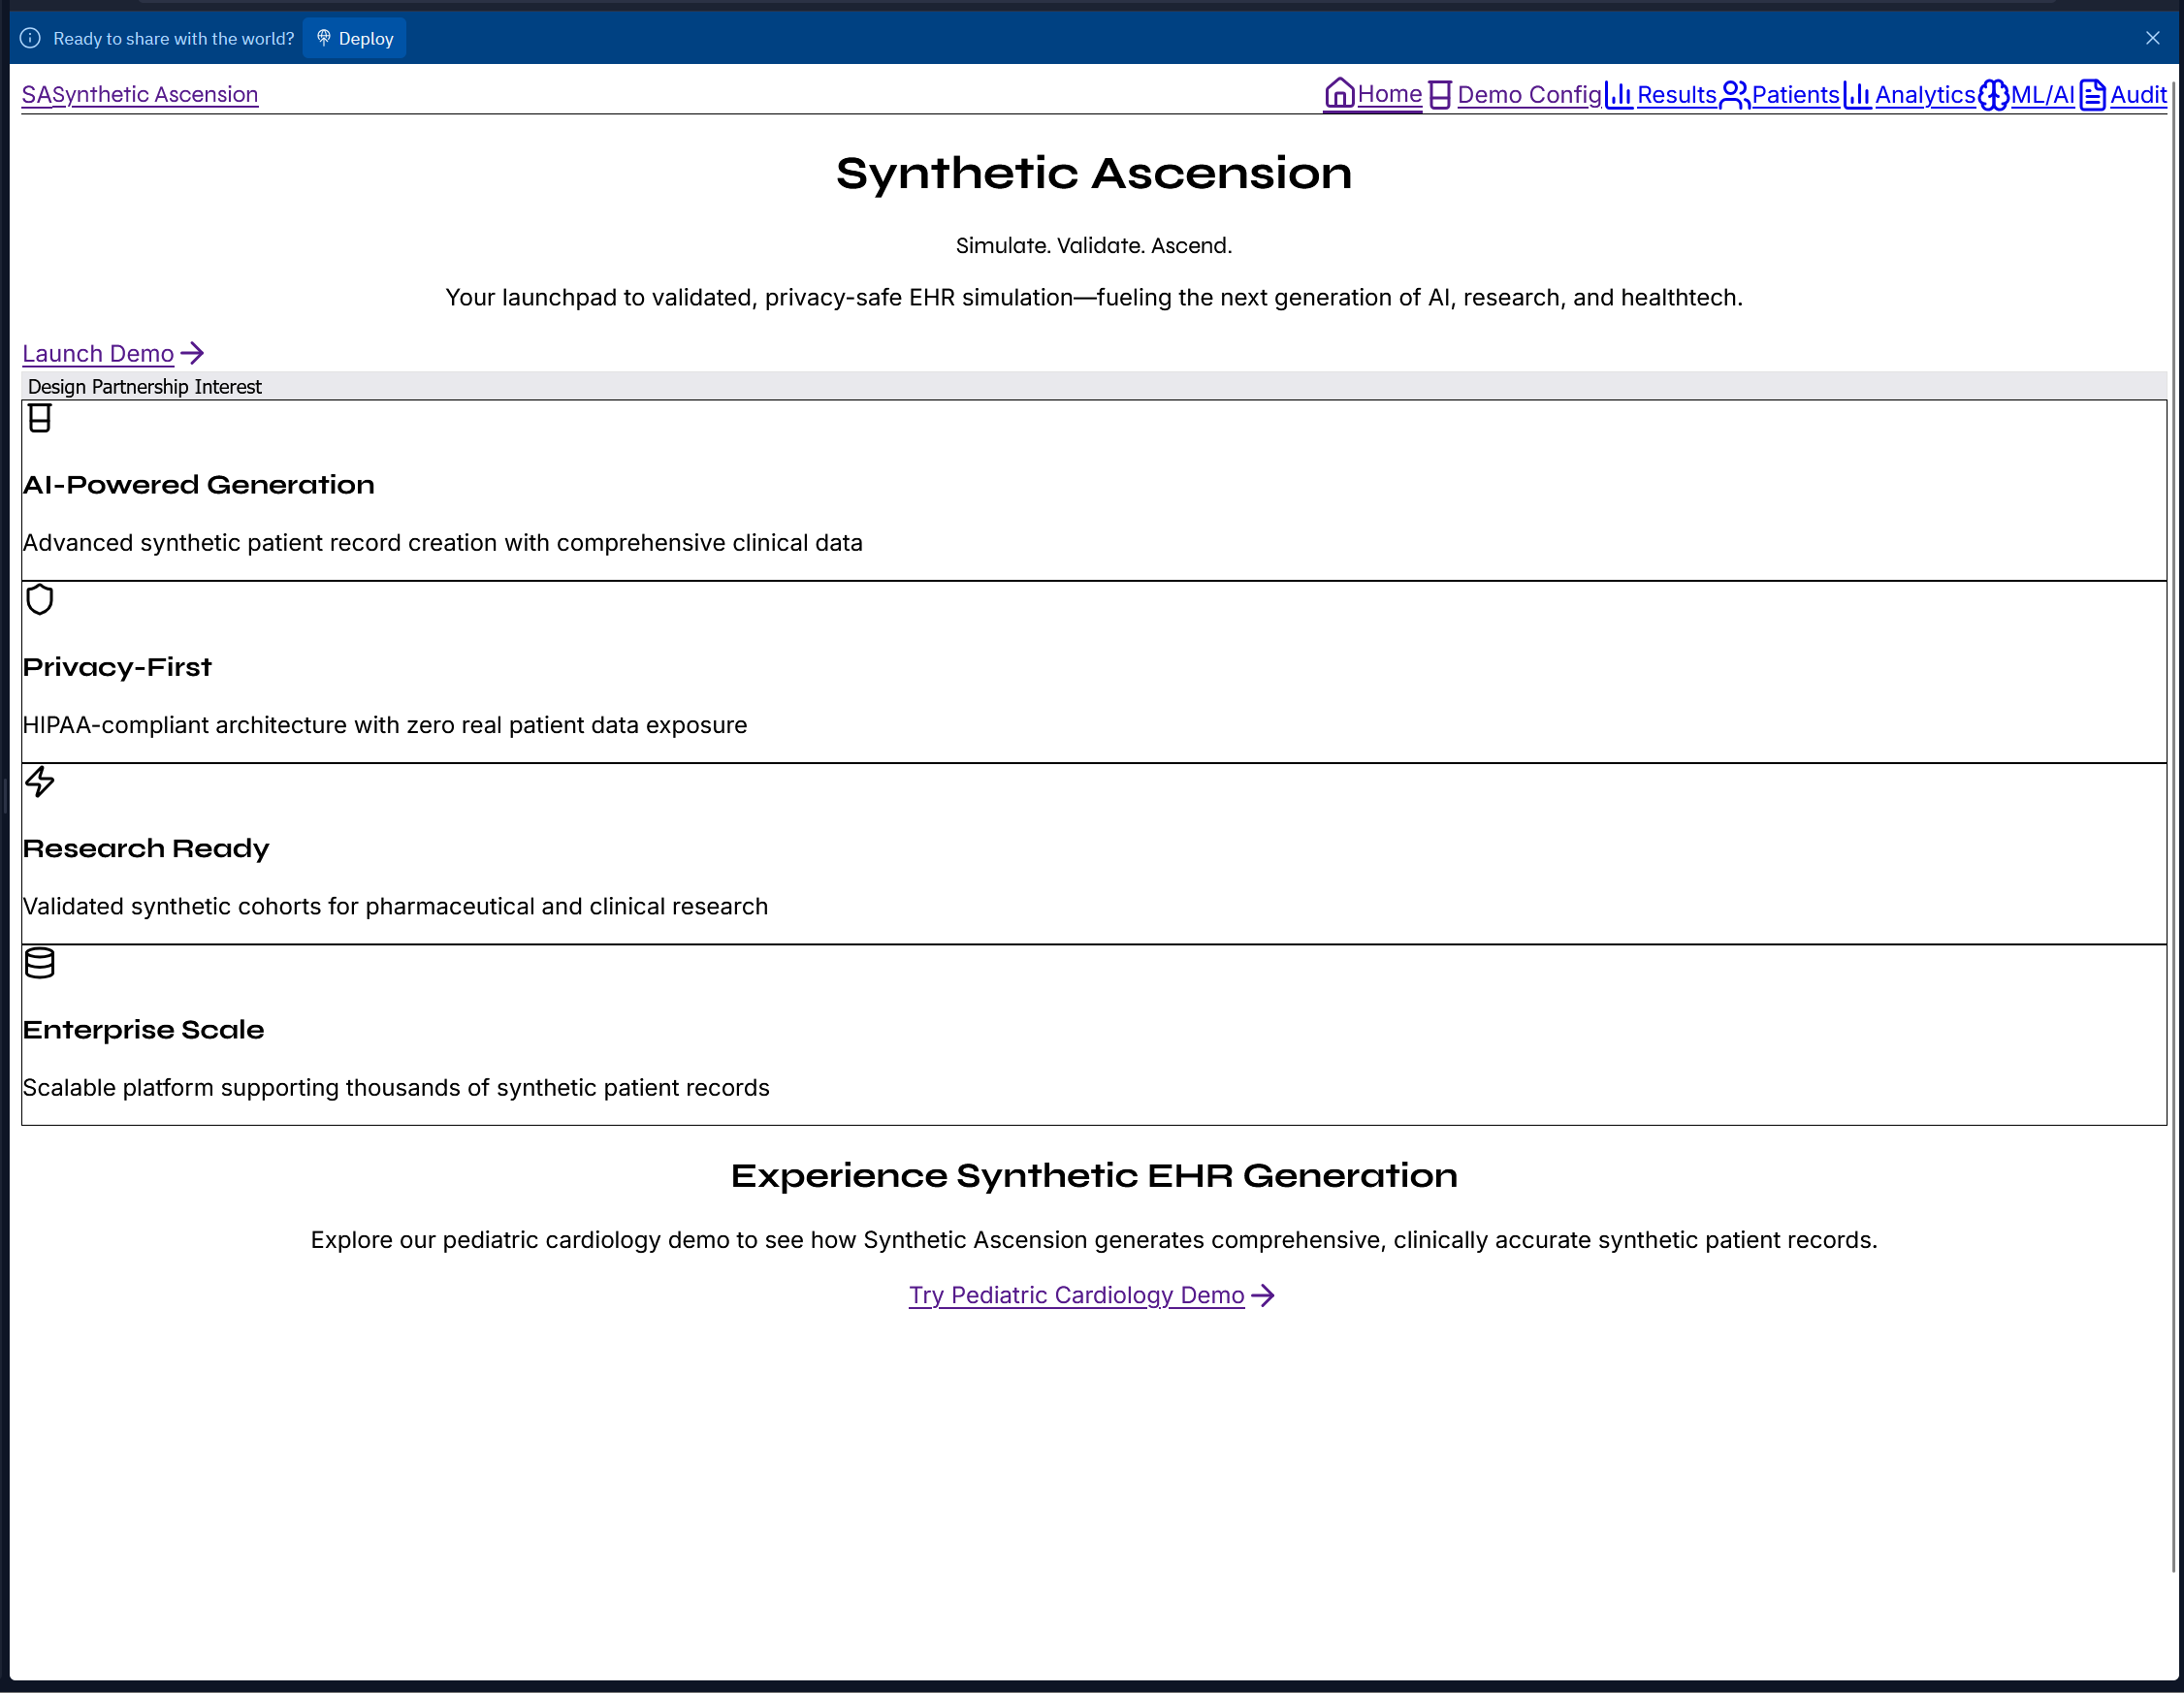 Ready to share with the world? Deploy
SASynthetic Ascension Home Demo Config Results Patients Analytics ML/AI Audit
Synthetic Ascension
Simulate. Validate. Ascend.
Your launchpad to validated, privacy-safe EHR simulation—fueling the next generation of AI, research, and healthtech.
Launch Demo
Design Partnership Interest
AI-Powered Generation
Advanced synthetic patient record creation with comprehensive clinical data
Privacy-First
HIPAA-compliant architecture with zero real patient data exposure
Research Ready
Validated synthetic cohorts for pharmaceutical and clinical research
Enterprise Scale
Scalable platform supporting thousands of synthetic patient records
Experience Synthetic EHR Generation
Explore our pediatric cardiology demo to see how Synthetic Ascension generates comprehensive, clinically accurate synthetic patient records.
Try Pediatric Cardiology Demo